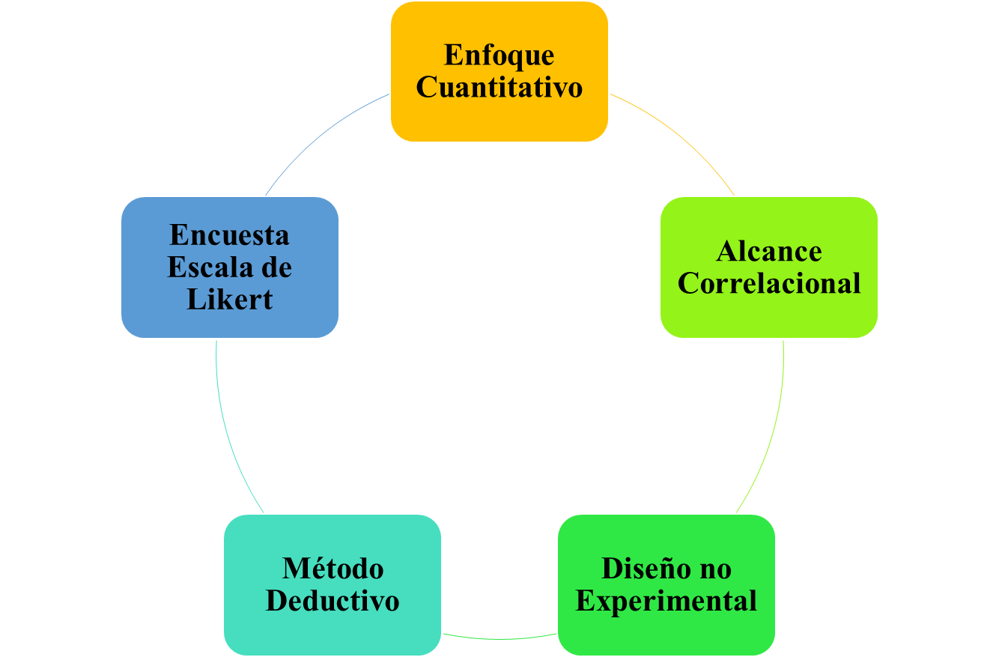 Enfoque
Cuantitativo
Alcance
Correlacional
Diseño no
Experimental
Método
Deductivo
Encuesta
Escala de
Likert